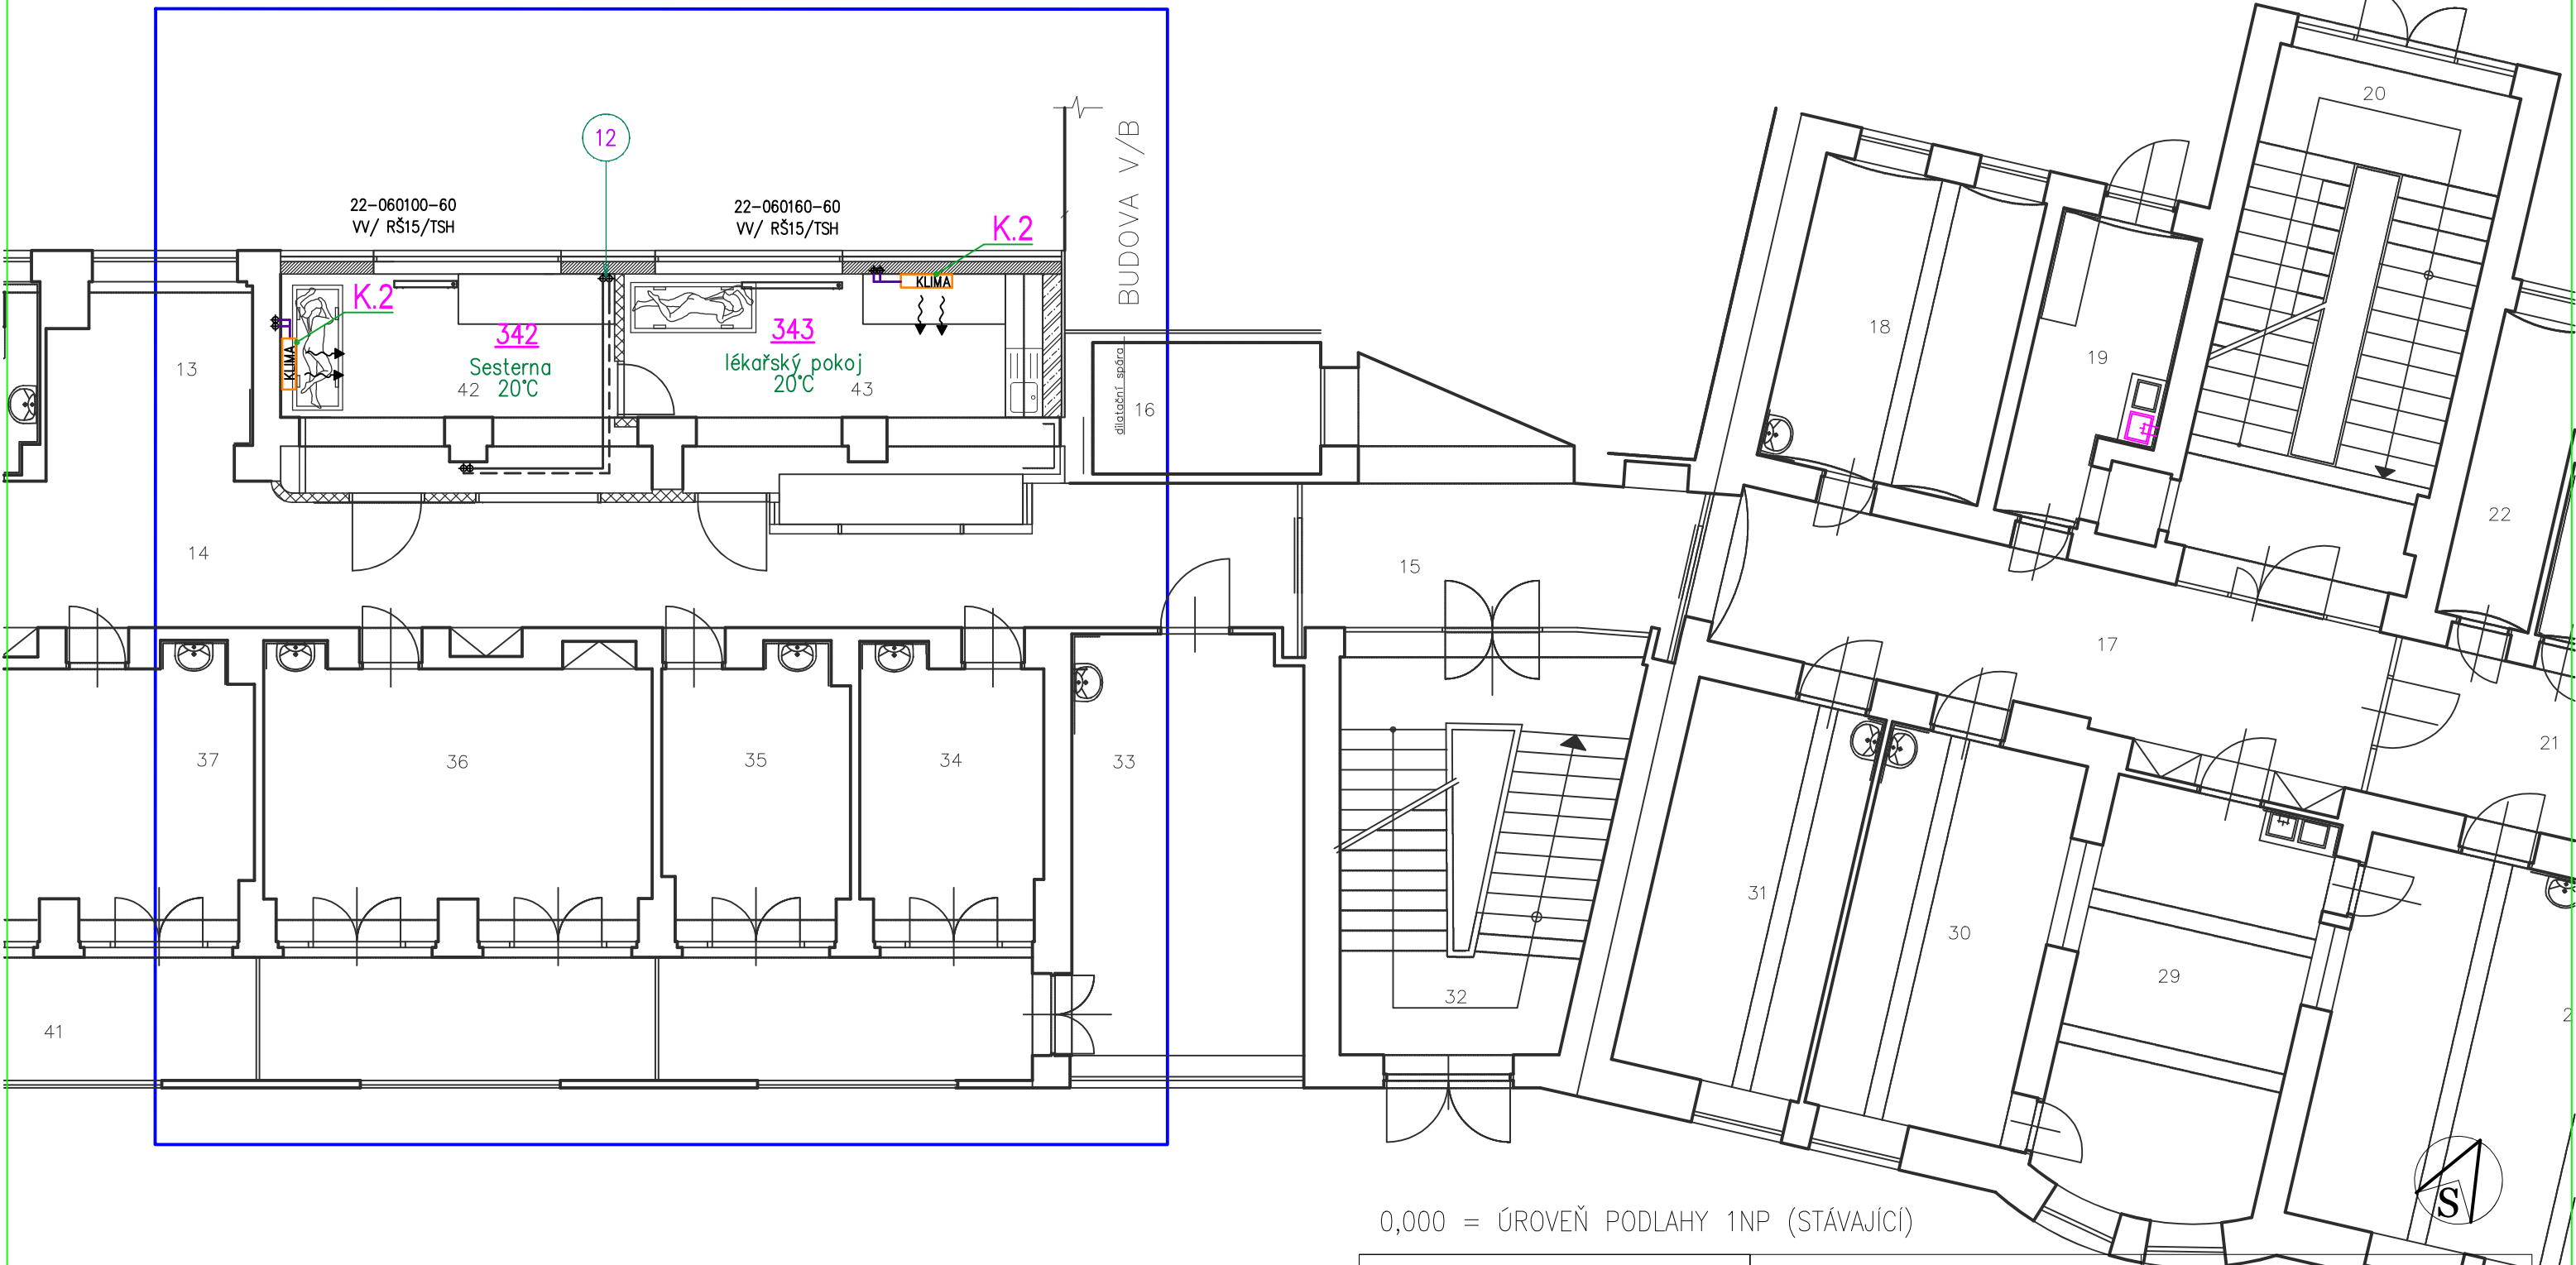 20
12
BUDOVA V/B
22-060100-60
VV/ RŠ15/TSH
22-060160-60
VV/ RŠ15/TSH
K.2
KLIMA
K.2
KLIMA
342
Sesterna
20°C
42
343
lékařský pokoj
20°C
43
13
dilatační spára
16
18
19
22
14
15
17
21
37
36
35
34
33
31
30
29
32
41
2
S
0,000 = ÚROVEŇ PODLAHY 1NP (STÁVAJÍCÍ)